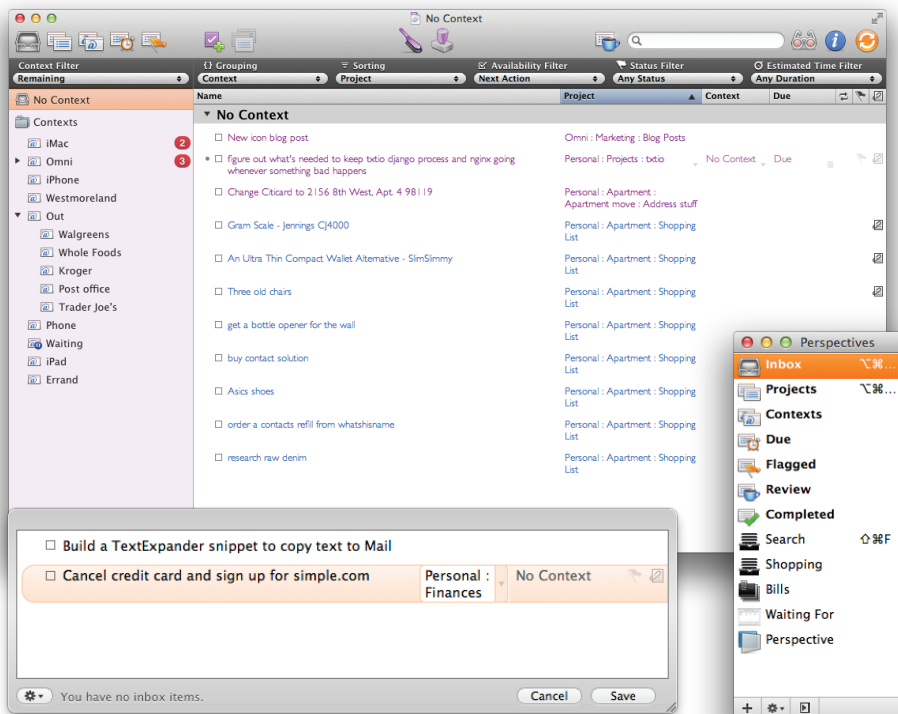 No Context
Context Filter
Remaining
Grouping
Context
Sorting
Project
Availability Filter
Next Action
Status Filter
Any Status
Estimated Time Filter
Any Duration
No Context
Contexts
iMac 2
Omni 3
iPhone
Westmoreland
Out
Walgreens
Whole Foods
Kroger
Post office
Trader Joe's
Phone
Waiting
iPad
Errand
Name Project Context Due
No Context
New icon blog post Omni : Marketing : Blog Posts
figure out what's needed to keep txtio django process and nginx going Personal : Projects : txtio No Context Due
whenever something bad happens
Change Citicard to 2156 8th West, Apt. 4 98119 Personal : Apartment :
Apartment move : Address stuff
Gram Scale - Jennings CJ4000 Personal : Apartment : Shopping
List
An Ultra Thin Compact Wallet Alternative - SlimSlimmy Personal : Apartment : Shopping
List
Three old chairs Personal : Apartment : Shopping
List
get a bottle opener for the wall Personal : Apartment : Shopping
List
buy contact solution Personal : Apartment : Shopping
List
Asics shoes Personal : Apartment : Shopping
List
order a contacts refill from whatshisname Personal : Apartment : Shopping
List
research raw denim Personal : Apartment : Shopping
List
Perspectives
Inbox ⌥⌘...
Projects ⌥⌘...
Contexts
Due
Flagged
Review
Completed
Search ⇧⌘F
Shopping
Bills
Waiting For
Perspective
Build a TextExpander snippet to copy text to Mail
Cancel credit card and sign up for simple.com Personal : No Context
Finances
You have no inbox items.
Cancel
Save